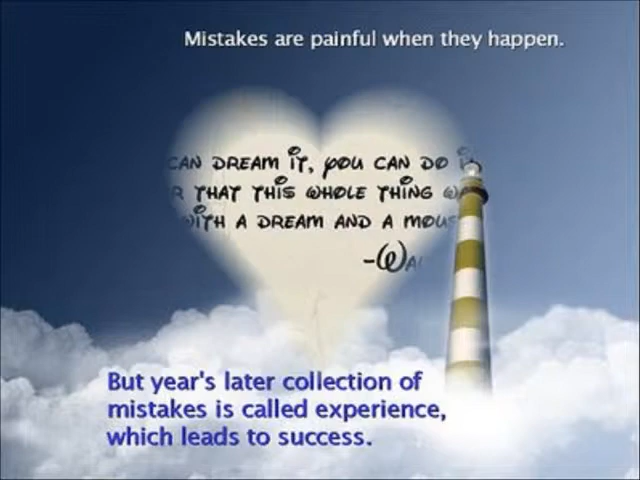 Mistakes are painful when they happen.
CAN DREAM IT, YOU CAN DO
THAT THIS WHOLE THING
WITH A DREAM AND A
But year's later collection of
mistakes is called experience,
which leads to success.